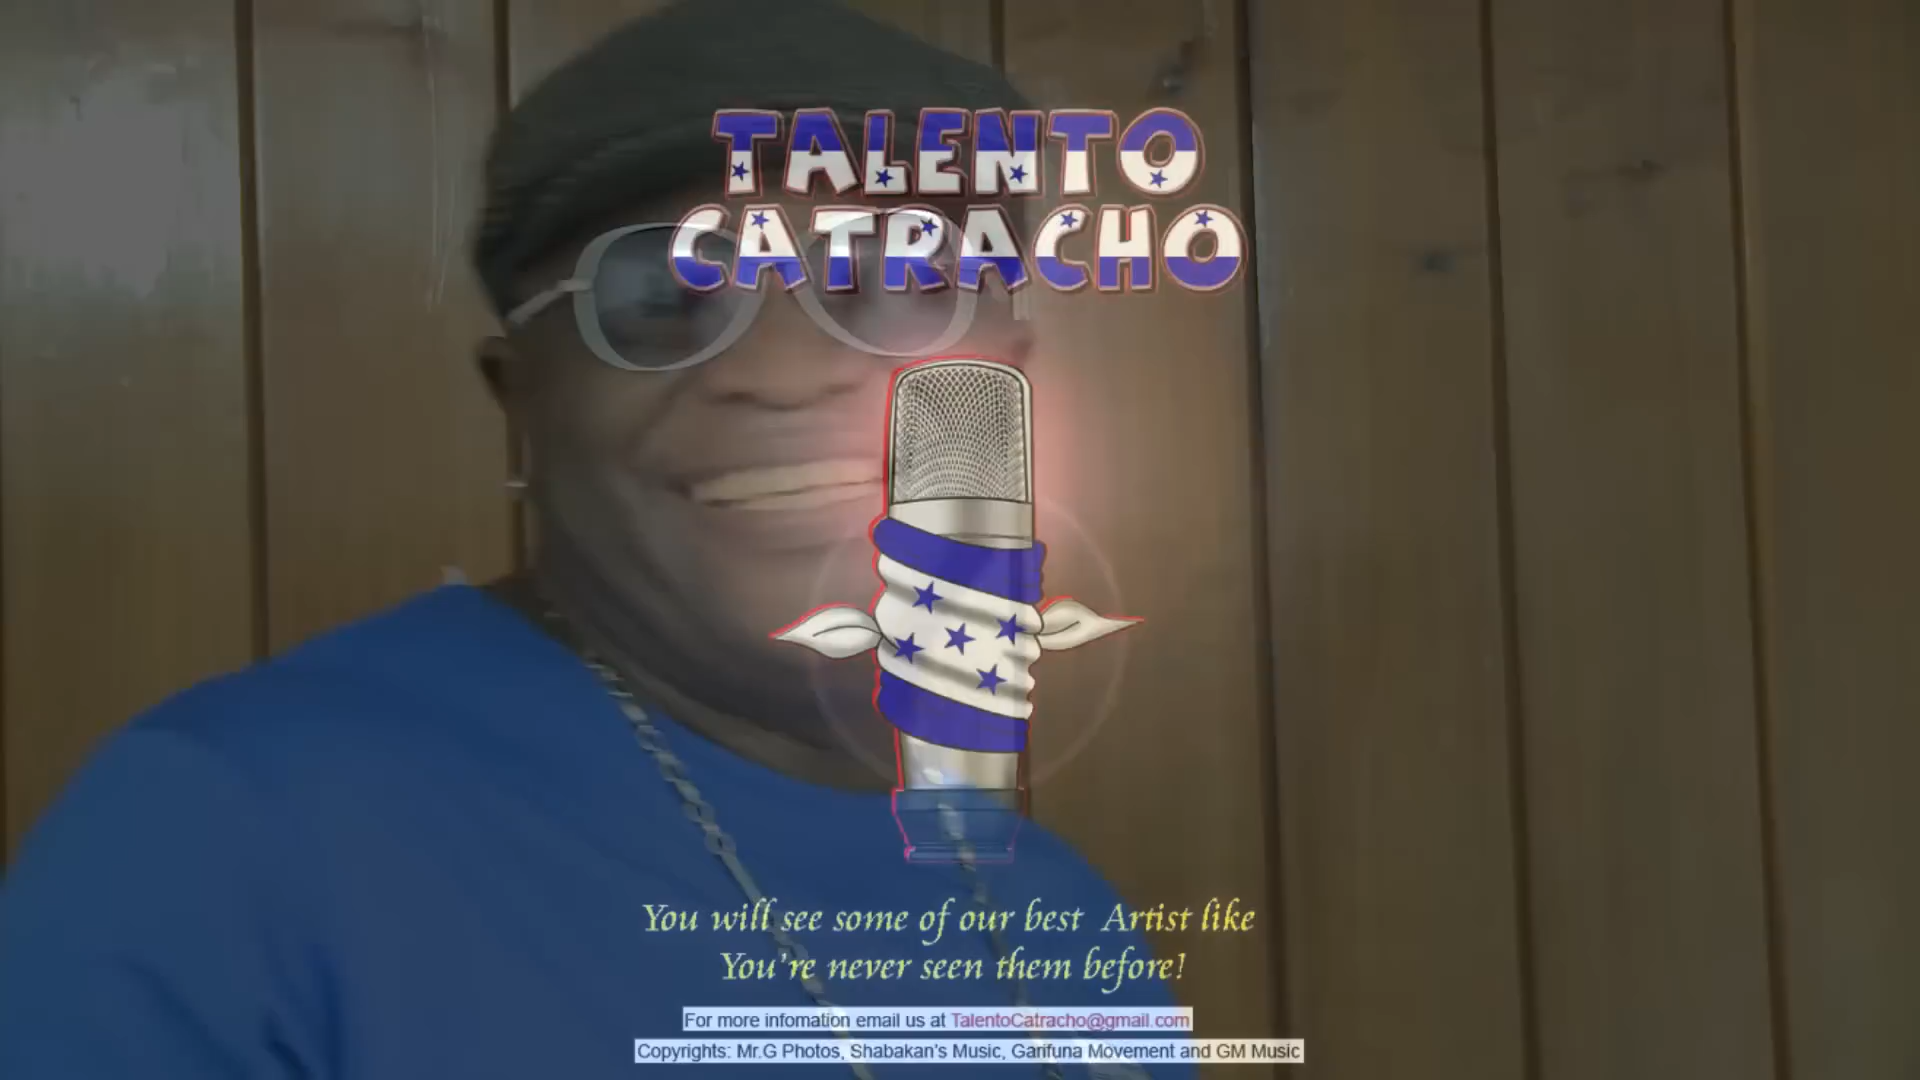 TALENTO
CATRACHO
You will see some of our best Artist like
You're never seen them before!
For more infomation email us at TalentoCatracho@gmail.com
Copyrights: Mr.G Photos, Shabakan's Music, Garifuna Movement and GM Music